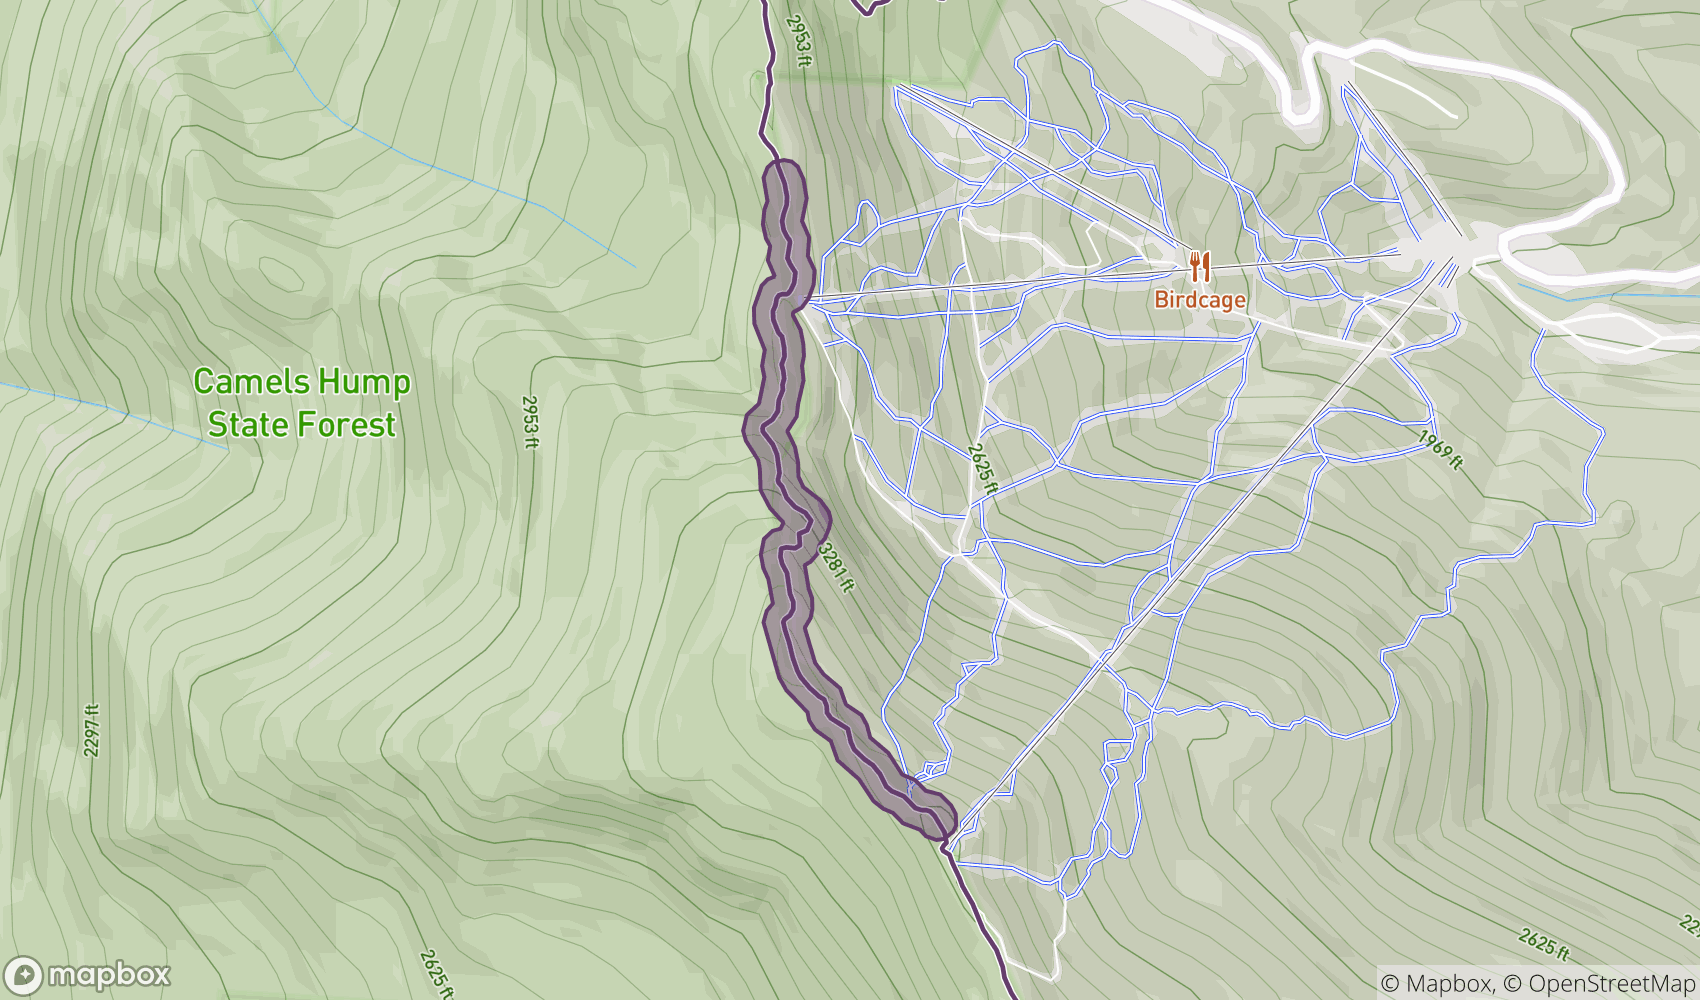 2953 ft
Birdcage
Camels Hump
State Forest
2953 ft
1969 ft
2625 ft
3281 ft
2297 ft
2625 ft
2625 ft
mapbox
© Mapbox, © OpenStreetMap